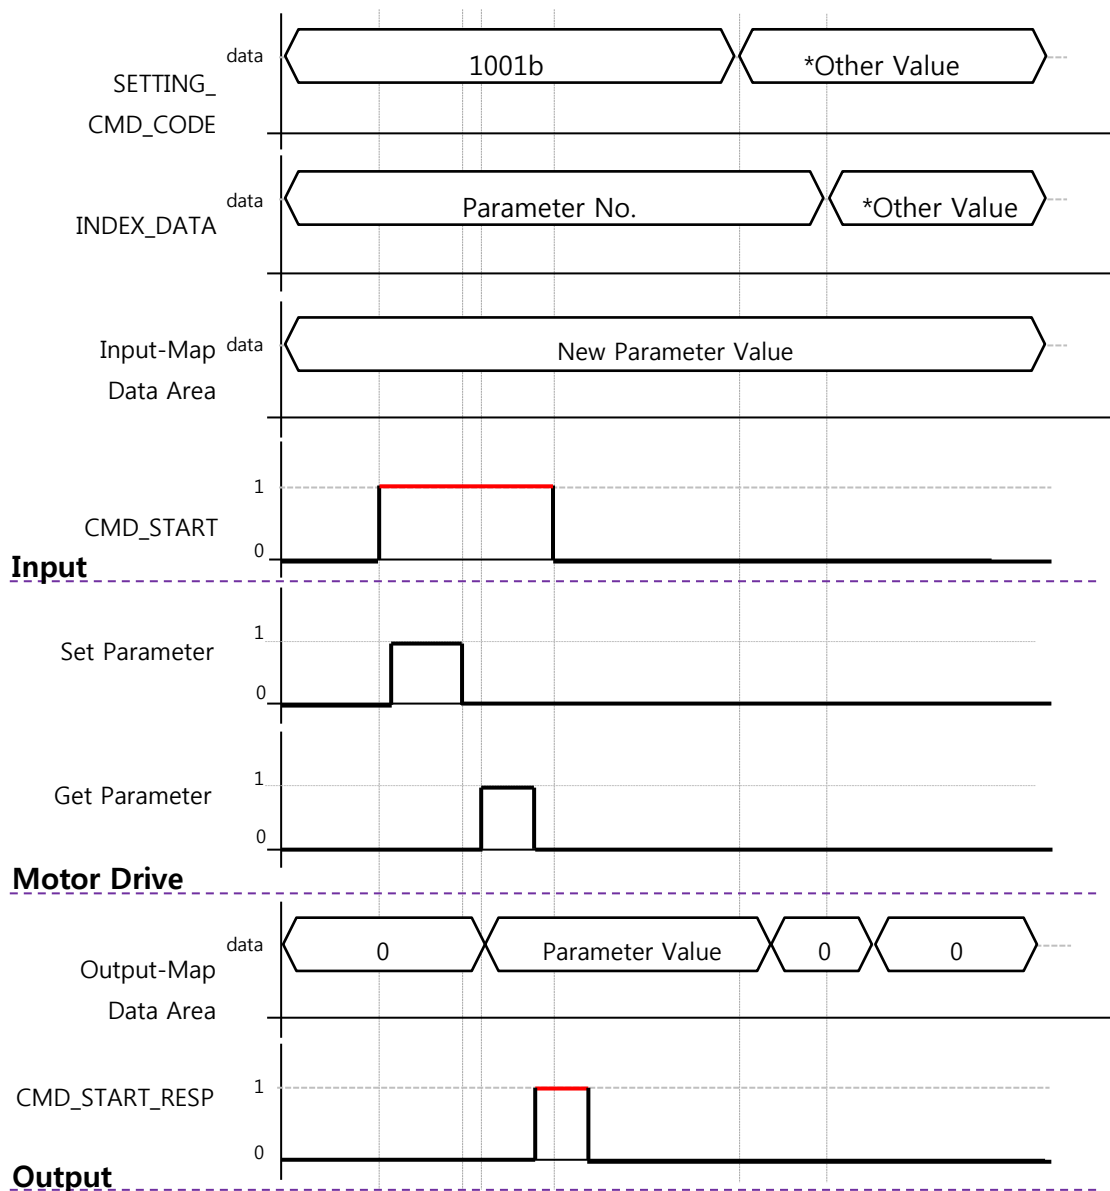 data
1001b
*Other Value
SETTING_
CMD_CODE
data
Parameter No.
*Other Value
INDEX_DATA
Input-Map
data
New Parameter Value
Data Area
1
CMD_START
0
Input
1
Set Parameter
0
1
Get Parameter
0
Motor Drive
data
0
Parameter Value
0
0
Output-Map
Data Area
1
CMD_START_RESP
0
Output